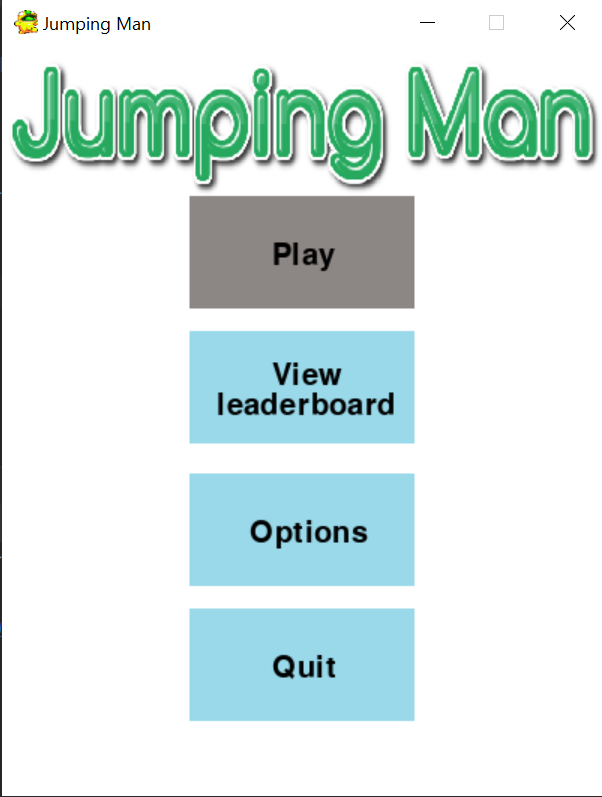 Jumping Man
Jumping Man
Play
View
leaderboard
Options
Quit